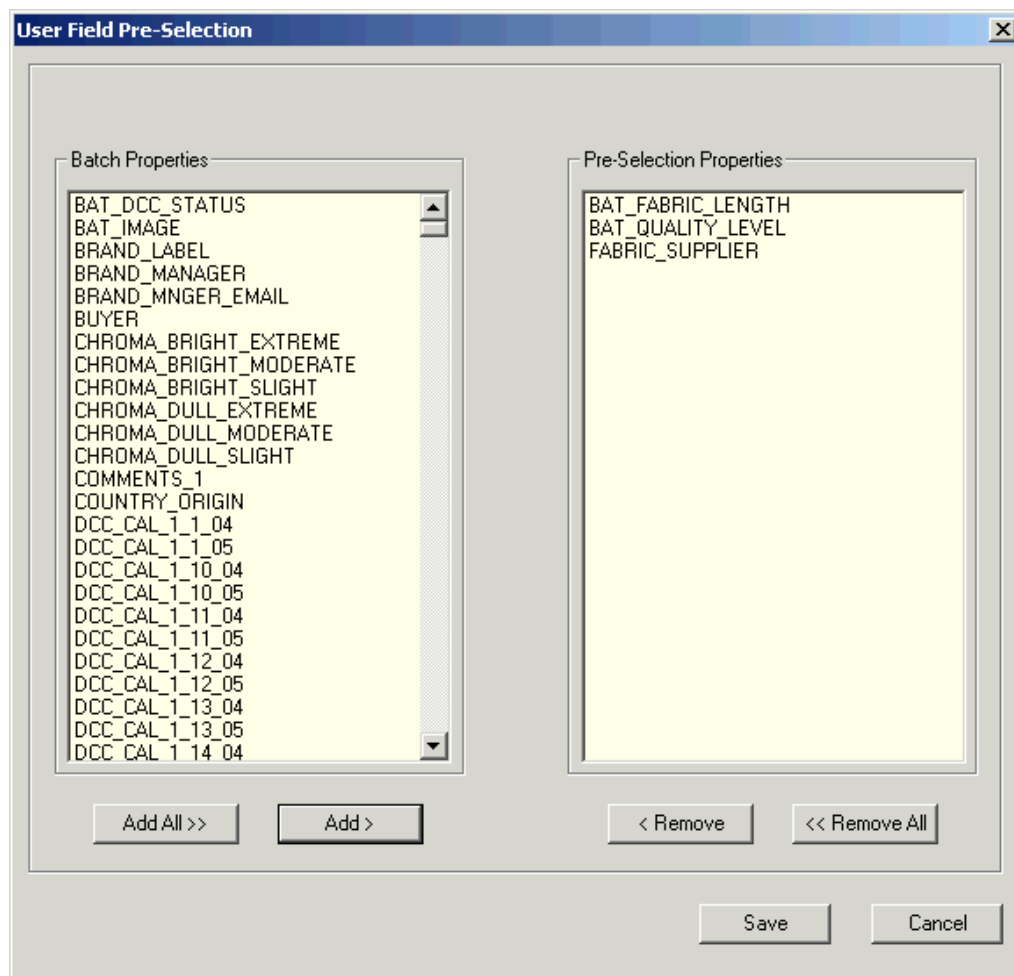 User Field Pre-Selection
Batch Properties
BAT_DCC_STATUS
BAT_IMAGE
BRAND_LABEL
BRAND_MANAGER
BRAND_MNGER_EMAIL
BUYER
CHROMA_BRIGHT_EXTREME
CHROMA_BRIGHT_MODERATE
CHROMA_BRIGHT_SLIGHT
CHROMA_DULL_EXTREME
CHROMA_DULL_MODERATE
CHROMA_DULL_SLIGHT
COMMENTS_1
COUNTRY_ORIGIN
DCC_CAL_1_1_04
DCC_CAL_1_1_05
DCC_CAL_1_10_04
DCC_CAL_1_10_05
DCC_CAL_1_11_04
DCC_CAL_1_11_05
DCC_CAL_1_12_04
DCC_CAL_1_12_05
DCC_CAL_1_13_04
DCC_CAL_1_13_05
DCC_CAL_1_14_04
Pre-Selection Properties
BAT_FABRIC_LENGTH
BAT_QUALITY_LEVEL
FABRIC_SUPPLIER
Add All >>
Add >
< Remove
<< Remove All
Save
Cancel